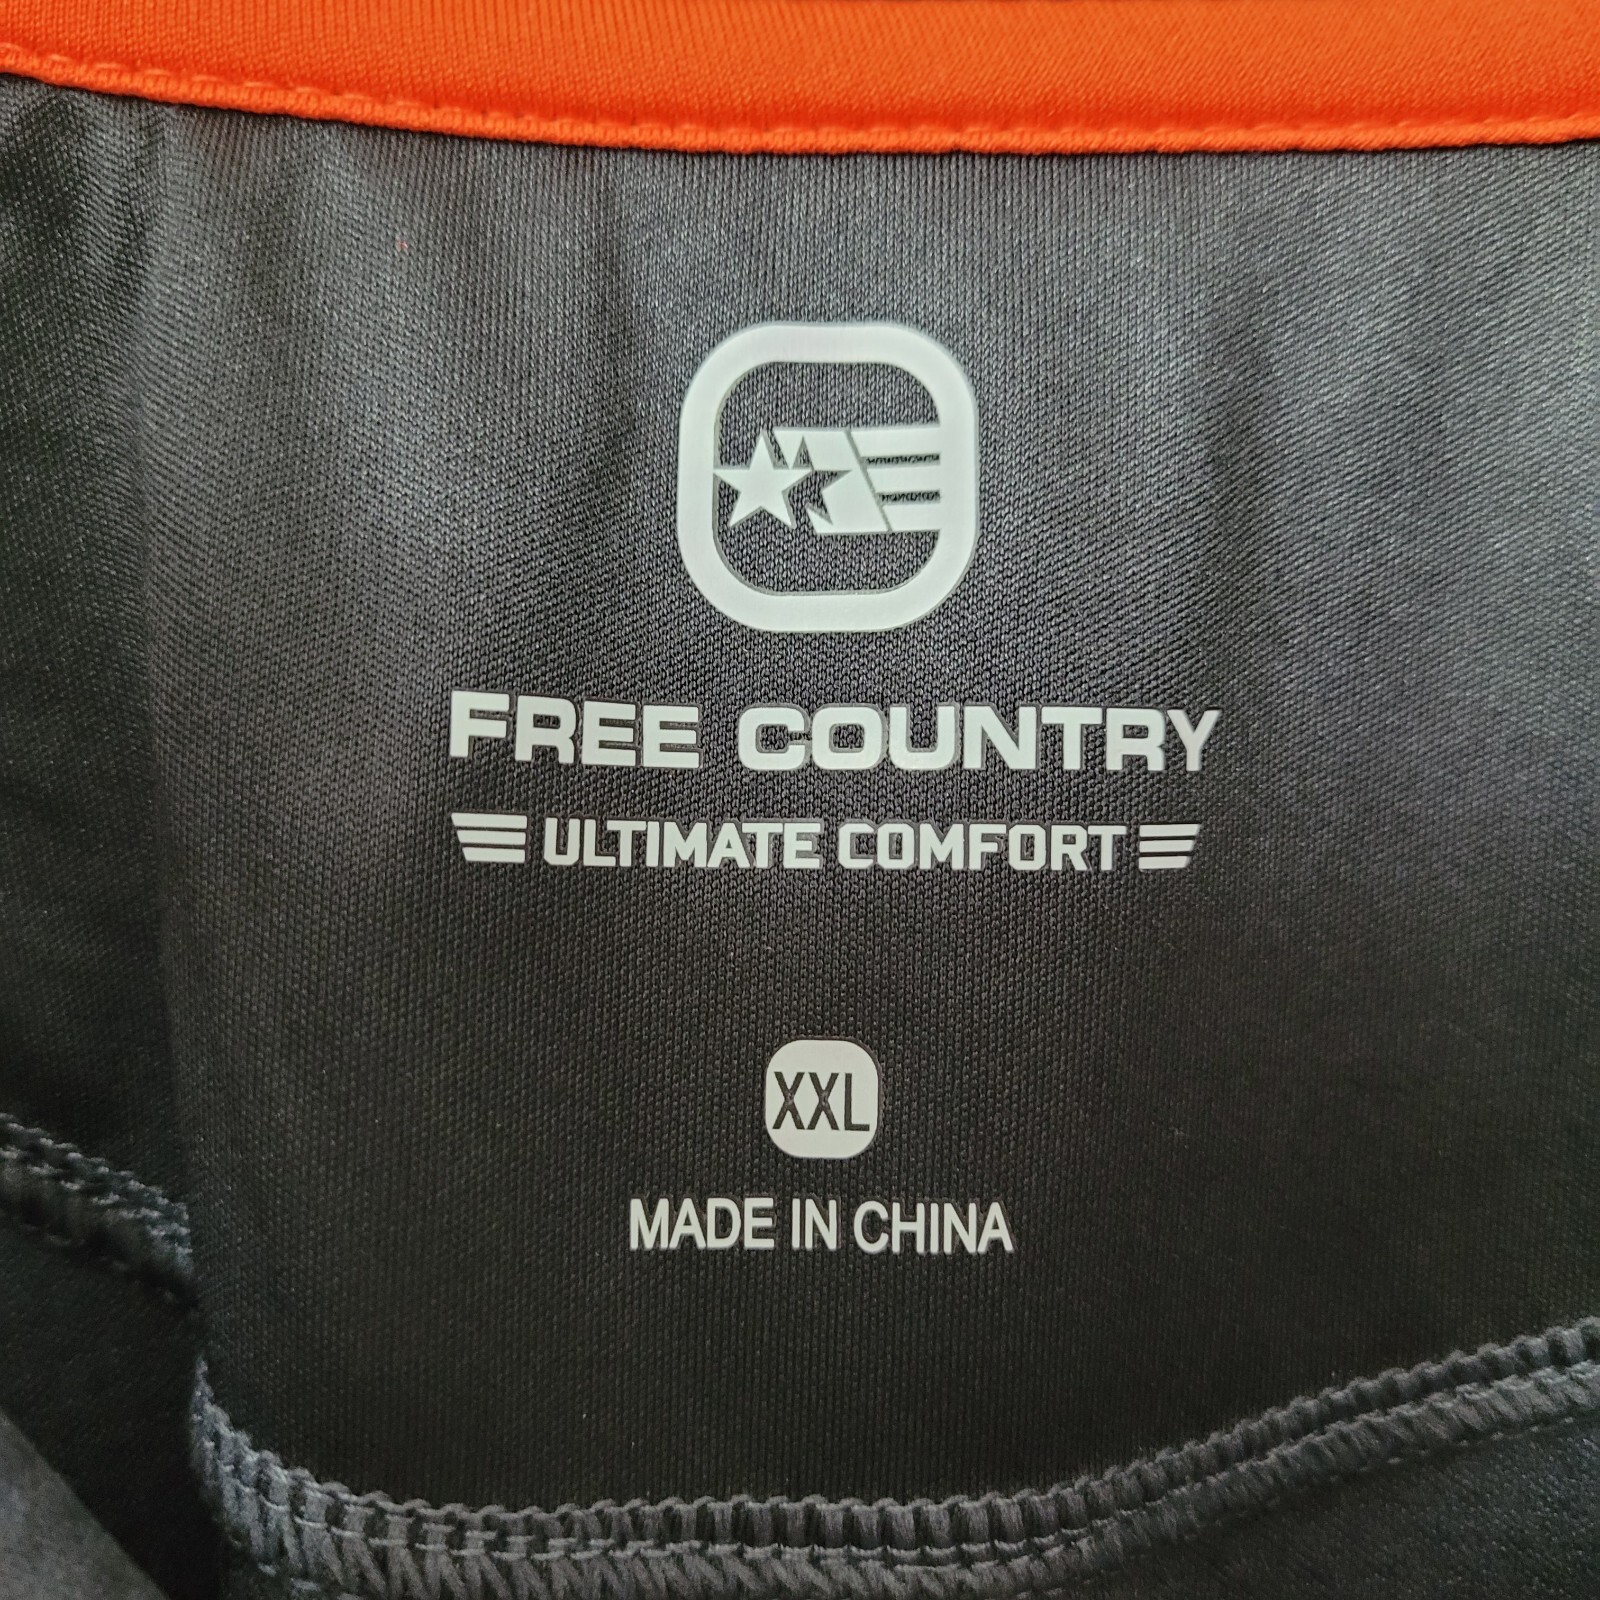 FREE COUNTRY
ULTIMATE COMFORT
XXL
MADE IN CHINA